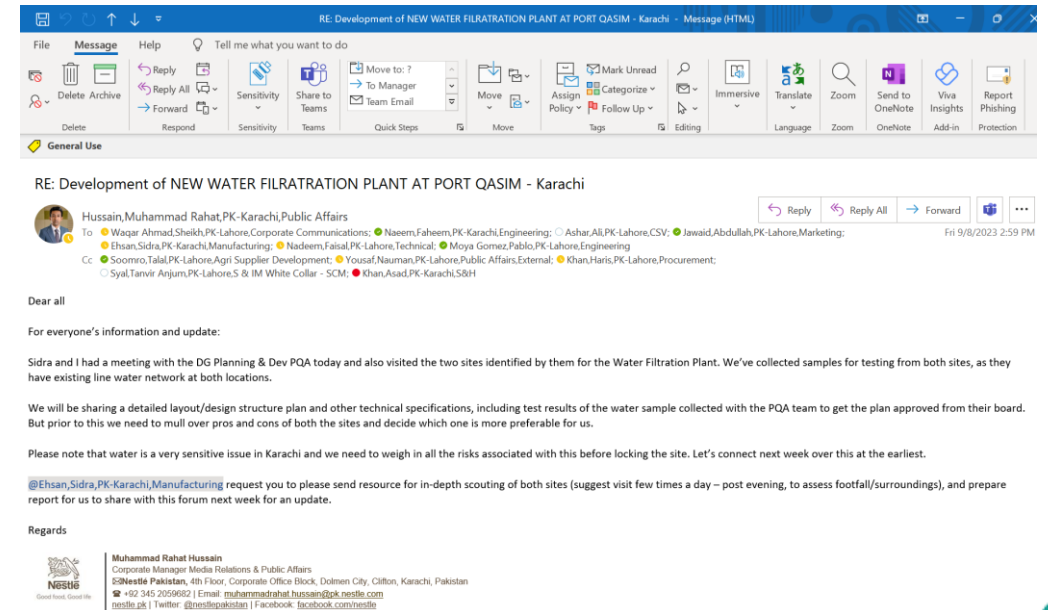 RE: Development of NEW WATER FILRATRATION PLANT AT PORT QASIM - Karachi - Message (HTML)
File Message Help Tell me what you want to do
Delete Archive
Reply
Reply All
Forward
Sensitivity
Share to Teams
Move to: ?
To Manager
Team Email
Move
Assign Policy
Mark Unread
Categorize
Follow Up
Immersive
Translate
Zoom
Send to OneNote
Viva Insights
Report Phishing
Delete Respond Sensitivity Teams Quick Steps Move Tags Editing Language Zoom OneNote Add-in Protection
General Use
RE: Development of NEW WATER FILRATRATION PLANT AT PORT QASIM - Karachi
Hussain,Muhammad Rahat,PK-Karachi,Public Affairs
Reply Reply All Forward
To Waqar Ahmad,Sheikh,PK-Lahore,Corporate Communications; Naeem,Faheem,PK-Karachi,Engineering; Ashar,Ali,PK-Lahore,CSV; Jawaid,Abdullah,PK-Lahore,Marketing;
Fri 9/8/2023 2:59 PM
Ehsan,Sidra,PK-Karachi,Manufacturing; Nadeem,Faisal,PK-Lahore,Technical; Moya Gomez,Pablo,PK-Lahore,Engineering
Cc Soomro,Talal,PK-Lahore,Agri Supplier Development; Yousaf,Nauman,PK-Lahore,Public Affairs,External; Khan,Haris,PK-Lahore,Procurement;
Syal,Tanvir Anjum,PK-Lahore,S & IM White Collar - SCM; Khan,Asad,PK-Karachi,S&H
Dear all
For everyone's information and update:
Sidra and I had a meeting with the DG Planning & Dev PQA today and also visited the two sites identified by them for the Water Filtration Plant. We've collected samples for testing from both sites, as they
have existing line water network at both locations.
We will be sharing a detailed layout/design structure plan and other technical specifications, including test results of the water sample collected with the PQA team to get the plan approved from their board.
But prior to this we need to mull over pros and cons of both the sites and decide which one is more preferable for us.
Please note that water is a very sensitive issue in Karachi and we need to weigh in all the risks associated with this before locking the site. Let's connect next week over this at the earliest.
@Ehsan,Sidra,PK-Karachi,Manufacturing request you to please send resource for in-depth scouting of both sites (suggest visit few times a day – post evening, to assess footfall/surroundings), and prepare
report for us to share with this forum next week for an update.
Regards
Nestlé
Good food, Good life
Muhammad Rahat Hussain
Corporate Manager Media Relations & Public Affairs
Nestlé Pakistan, 4th Floor, Corporate Office Block, Dolmen City, Clifton, Karachi, Pakistan
+92 345 2059682 | Email: muhammadrahat.hussain@pk.nestle.com
nestle.pk | Twitter: @nestlepakistan | Facebook: facebook.com/nestle